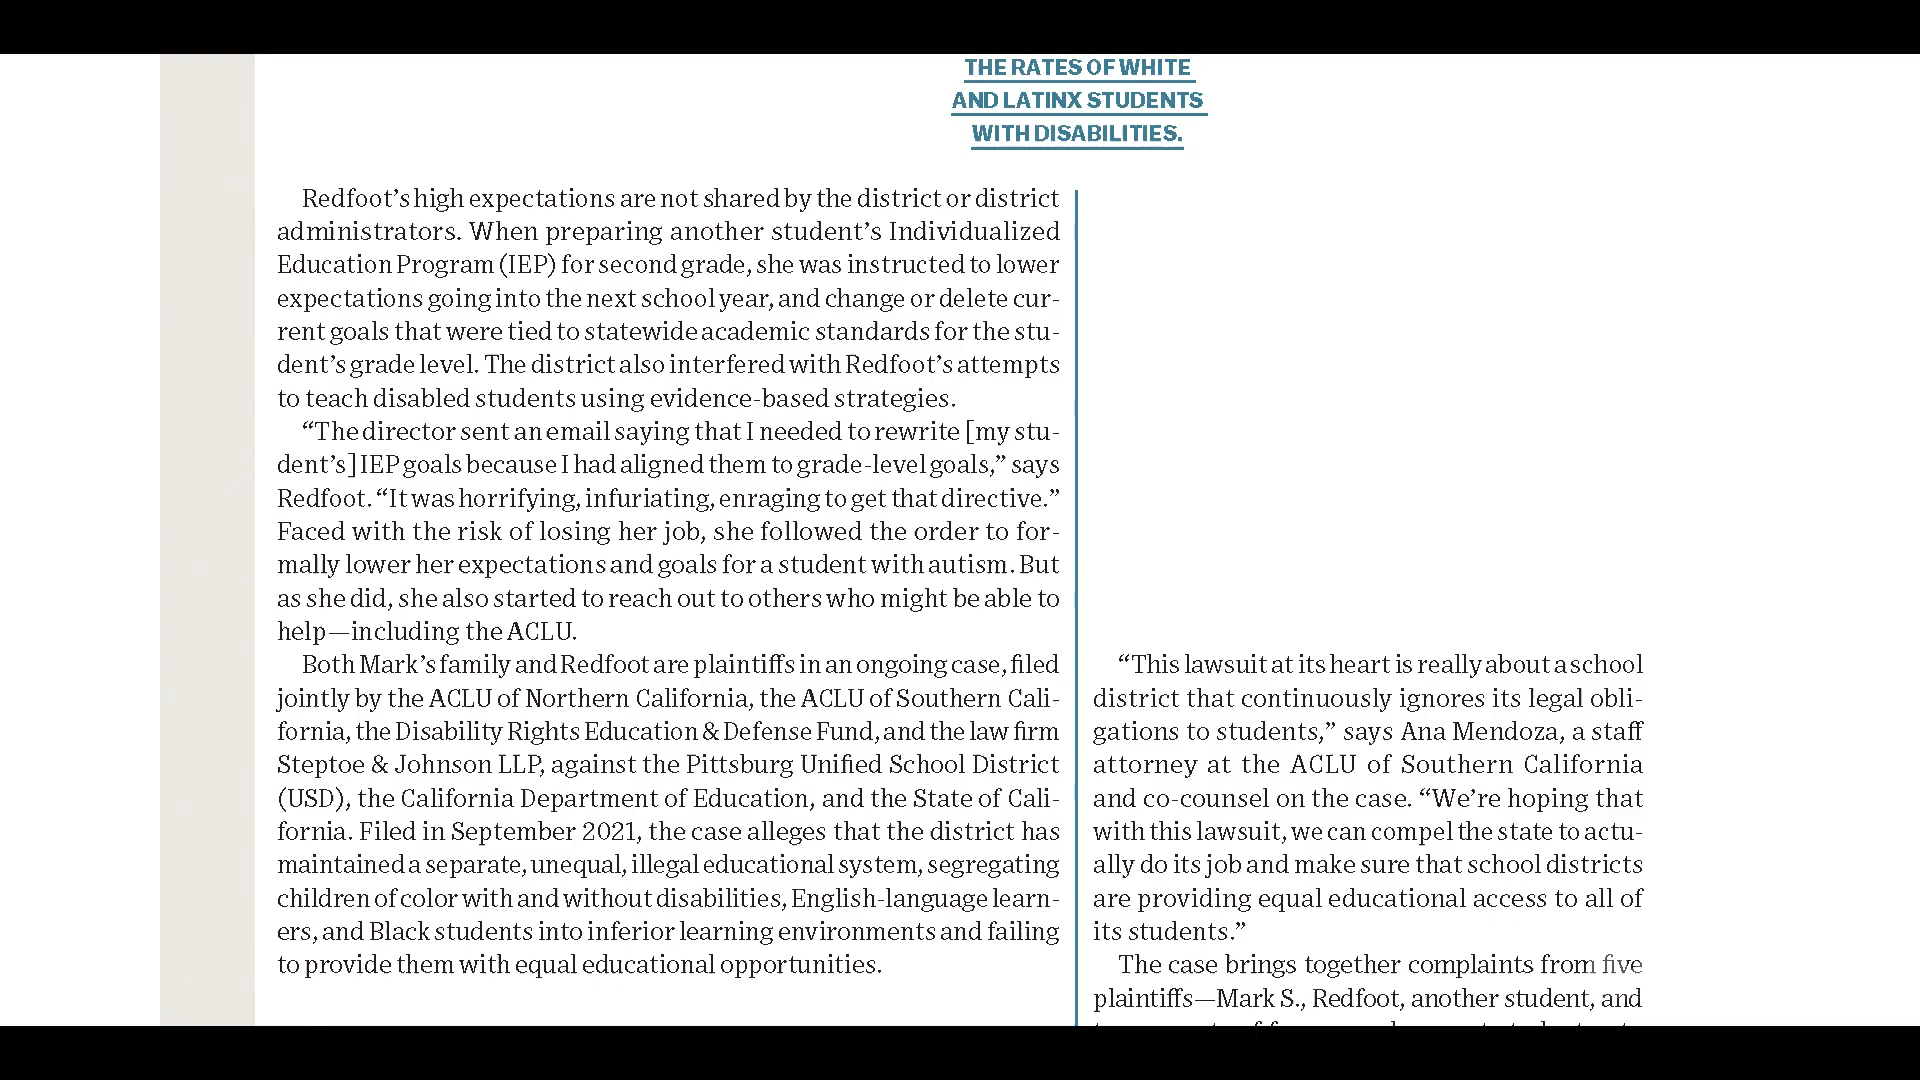 THE RATES OF WHITE
AND LATINX STUDENTS
WITH DISABILITIES.
Redfoot’s high expectations are not shared by the district or district
administrators. When preparing another student’s Individualized
Education Program (IEP) for second grade, she was instructed to lower
expectations going into the next school year, and change or delete cur-
rent goals that were tied to statewide academic standards for the stu-
dent’s grade level. The district also interfered with Redfoot’s attempts
to teach disabled students using evidence-based strategies.
“The director sent an email saying that I needed to rewrite [my stu-
dent’s] IEP goals because I had aligned them to grade-level goals,” says
Redfoot. “It was horrifying, infuriating, enraging to get that directive.”
Faced with the risk of losing her job, she followed the order to for-
mally lower her expectations and goals for a student with autism. But
as she did, she also started to reach out to others who might be able to
help—including the ACLU.
Both Mark’s family and Redfoot are plaintiffs in an ongoing case, filed
jointly by the ACLU of Northern California, the ACLU of Southern Cali-
fornia, the Disability Rights Education & Defense Fund, and the law firm
Steptoe & Johnson LLP, against the Pittsburg Unified School District
(USD), the California Department of Education, and the State of Cali-
fornia. Filed in September 2021, the case alleges that the district has
maintained a separate, unequal, illegal educational system, segregating
children of color with and without disabilities, English-language learn-
ers, and Black students into inferior learning environments and failing
to provide them with equal educational opportunities.
“This lawsuit at its heart is really about a school
district that continuously ignores its legal obli-
gations to students,” says Ana Mendoza, a staff
attorney at the ACLU of Southern California
and co-counsel on the case. “We’re hoping that
with this lawsuit, we can compel the state to actu-
ally do its job and make sure that school districts
are providing equal educational access to all of
its students.”
The case brings together complaints from five
plaintiffs—Mark S., Redfoot, another student, and